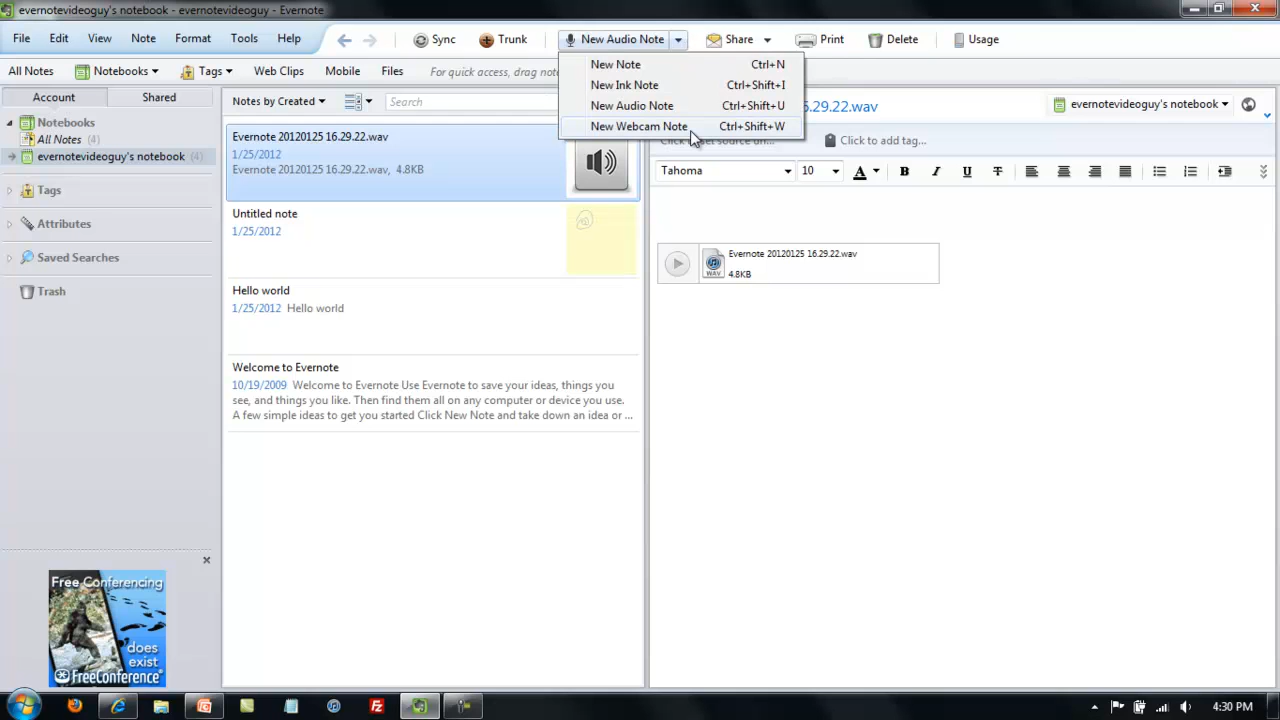 evernotevideoguy's notebook - evernotevideoguy - Evernote
File Edit View Note Format Tools Help
Sync Trunk New Audio Note Share Print Delete Usage
New Note Ctrl+N
New Ink Note Ctrl+Shift+I
New Audio Note Ctrl+Shift+U
New Webcam Note Ctrl+Shift+W
All Notes Notebooks Tags Web Clips Mobile Files For quick access, drag note
Account Shared
Notebooks
All Notes (4)
evernotevideoguy's notebook (4)
Tags
Attributes
Saved Searches
Trash
Free Conferencing
does
exist
FreeConference
Notes by Created Search
Evernote 20120125 16.29.22.wav
1/25/2012
Evernote 20120125 16.29.22.wav, 4.8KB
Untitled note
1/25/2012
Hello world
1/25/2012 Hello world
Welcome to Evernote
10/19/2009 Welcome to Evernote Use Evernote to save your ideas, things you
see, and things you like. Then find them all on any computer or device you use.
A few simple ideas to get you started Click New Note and take down an idea or ...
5.29.22.wav evernotevideoguy's notebook
Click to add tag...
Tahoma 10 A B I U T
Evernote 20120125 16.29.22.wav
WAV
4.8KB
4:30 PM